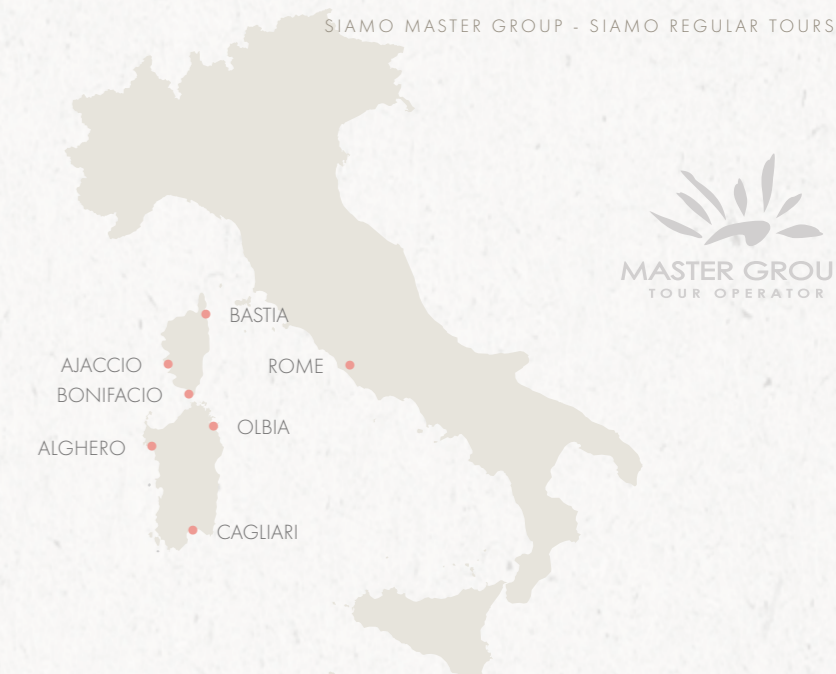 SIAMO MASTER GROUP - SIAMO REGULAR TOURS
MASTER GROU
TOUR OPERATOR
BASTIA
AJACCIO
ROME
BONIFACIO
OLBIA
ALGHERO
CAGLIARI